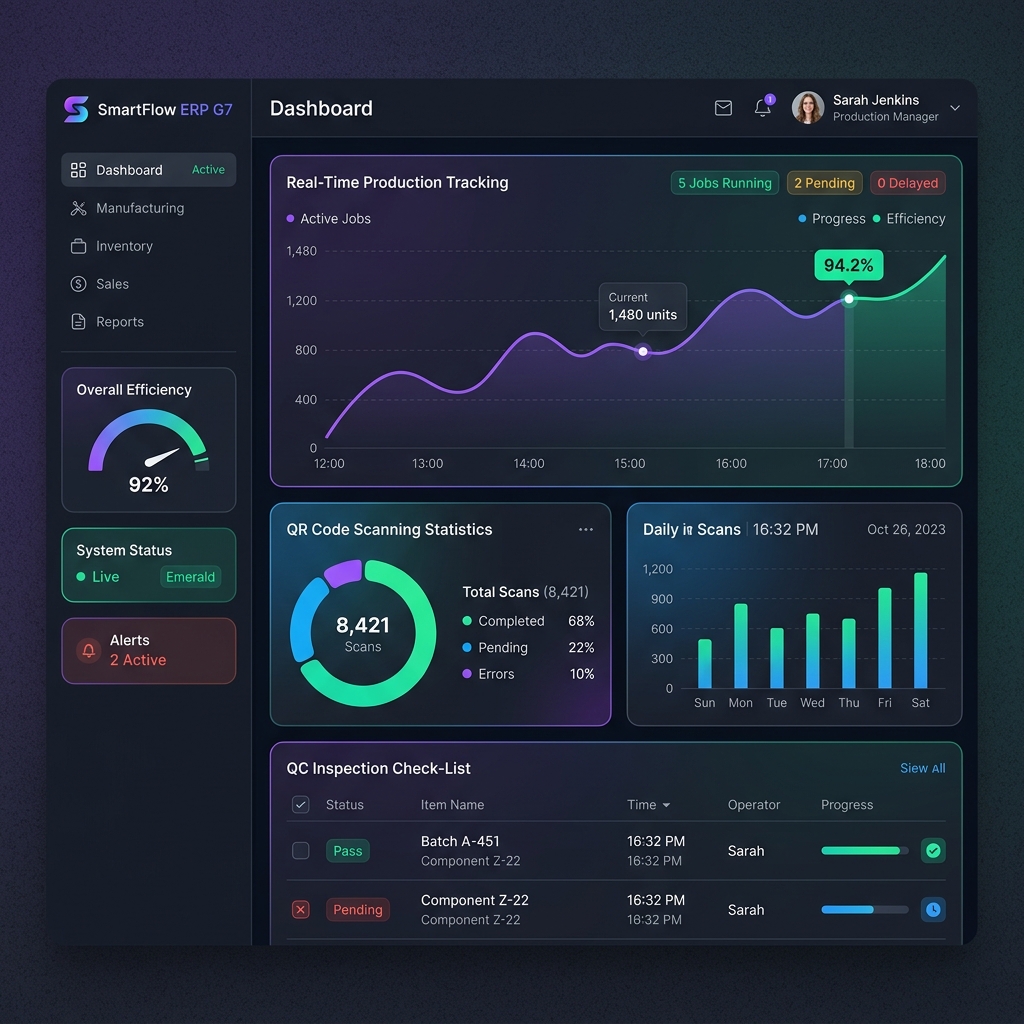 SmartFlow ERP G7
Dashboard
1
Sarah Jenkins
Production Manager
Dashboard Active
Manufacturing
Inventory
Sales
Reports
Overall Efficiency
92%
System Status
Live Emerald
Alerts
2 Active
Real-Time Production Tracking
5 Jobs Running 2 Pending 0 Delayed
Active Jobs Progress Efficiency
1,480
1,200
800
400
0
94.2%
Current
1,480 units
12:00 13:00 14:00 15:00 16:00 17:00 18:00
QR Code Scanning Statistics
8,421
Scans
Total Scans (8,421)
Completed 68%
Pending 22%
Errors 10%
Daily Scans | 16:32 PM Oct 26, 2023
1,200
900
600
300
0
Sun Mon Tue Wed Thu Fri Sat
QC Inspection Check-List Siew All
Status Item Name Time Operator Progress
Pass Batch A-451 16:32 PM Sarah
Component Z-22 16:32 PM
Pending Component Z-22 16:32 PM Sarah
Component Z-22 16:32 PM